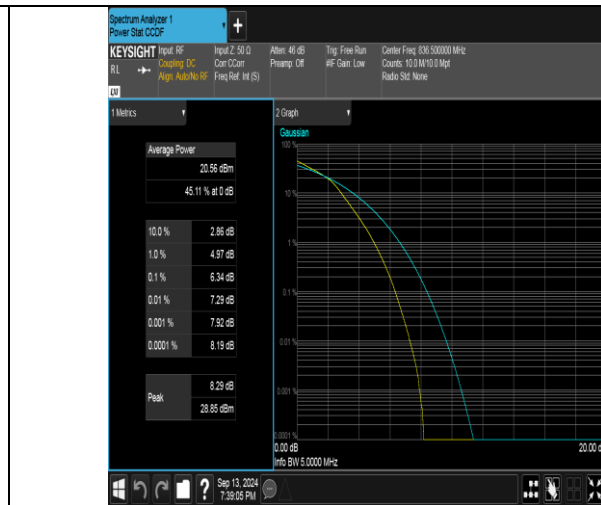 Spectrum Analyzer 1
Power Stat CCDF
KEYSIGHT
RL
LXI
Input: RF
Coupling: DC
Align: Auto/No RF
Input Z: 50 Ω
Corr CCorr
Freq Ref: Int (S)
Atten: 46 dB
Preamp: Off
Trig: Free Run
#IF Gain: Low
Center Freq: 836.500000 MHz
Counts: 10.0 M/10.0 Mpt
Radio Std: None
1 Metrics
Average Power
20.56 dBm
45.11 % at 0 dB
10.0 % 2.86 dB
1.0 % 4.97 dB
0.1 % 6.34 dB
0.01 % 7.29 dB
0.001 % 7.92 dB
0.0001 % 8.19 dB
Peak
8.29 dB
28.85 dBm
2 Graph
Gaussian
100 %
10 %
1 %
0.1 %
0.01 %
0.001 %
0.0001 %
0.00 dB
20.00 d
Info BW 5.0000 MHz
?
Sep 13, 2024
7:39:05 PM